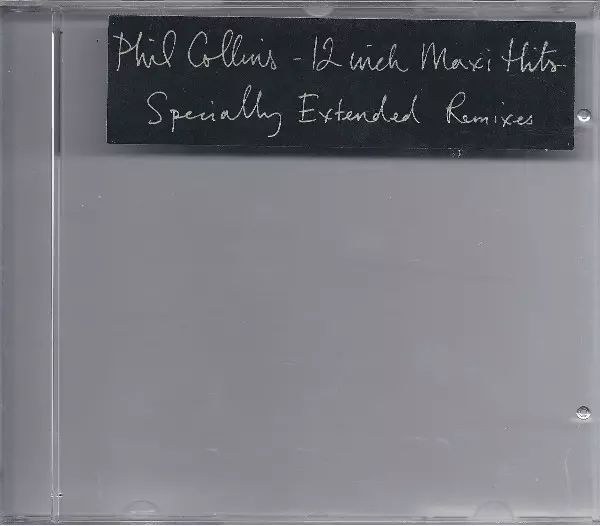 Phil Collins - 12 inch Maxi Hits
Specially Extended Remixes